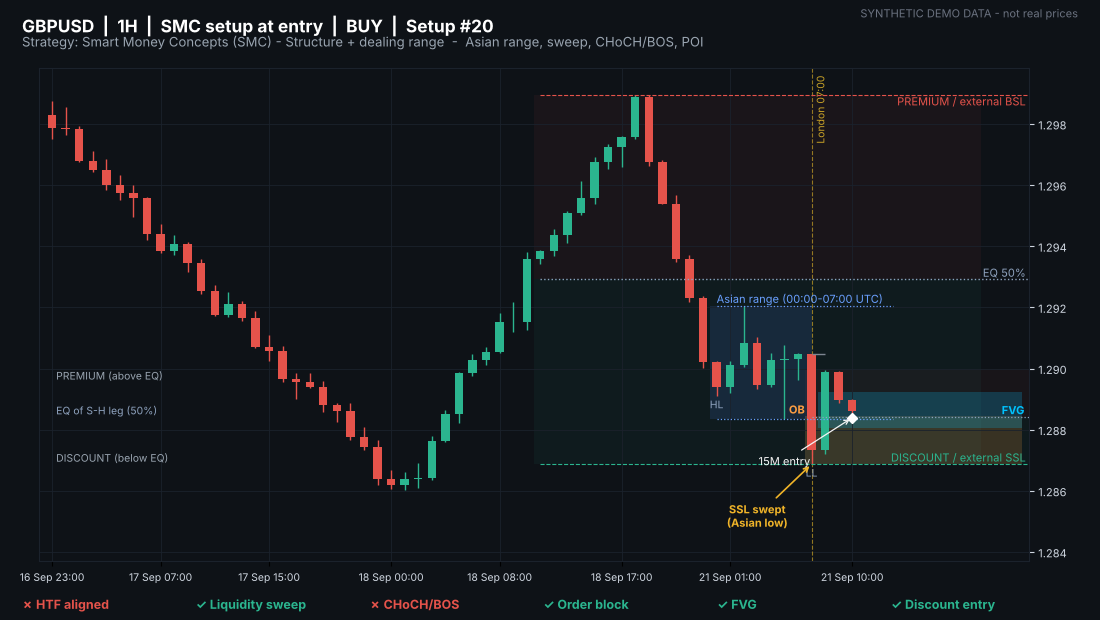 SYNTHETIC DEMO DATA - not real prices
GBPUSD | 1H | SMC setup at entry | BUY | Setup #20
Strategy: Smart Money Concepts (SMC) - Structure + dealing range - Asian range, sweep, CHoCH/BOS, POI
London 07:00
PREMIUM / external BSL
1.298
1.296
1.294
EQ 50%
Asian range (00:00-07:00 UTC)
1.292
1.290
PREMIUM (above EQ)
HL
OB
FVG
EQ of S-H leg (50%)
1.288
DISCOUNT (below EQ)
15M entry
DISCOUNT / external SSL
LL
1.286
SSL swept
(Asian low)
1.284
16 Sep 23:00
17 Sep 07:00
17 Sep 15:00
18 Sep 00:00
18 Sep 08:00
18 Sep 17:00
21 Sep 01:00
21 Sep 10:00
× HTF aligned
✓ Liquidity sweep
× CHoCH/BOS
✓ Order block
✓ FVG
✓ Discount entry